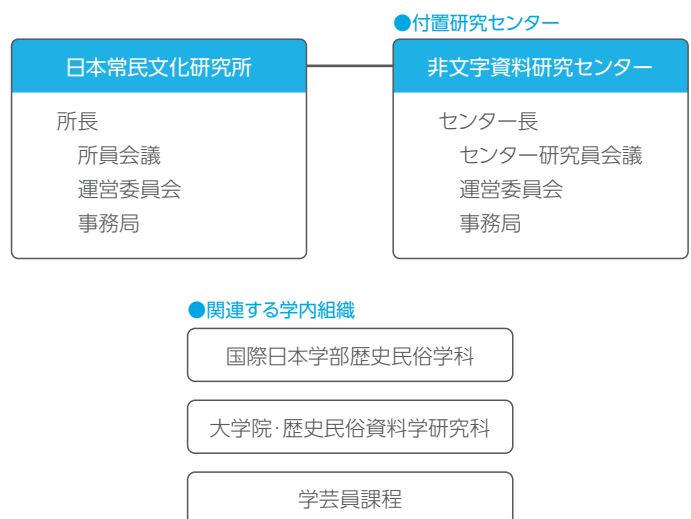 ●付置研究センター
日本常民文化研究所
所長
所員会議
運営委員会
事務局
非文字資料研究センター
センター長
センター研究員会議
運営委員会
事務局
●関連する学内組織
国際日本学部歴史民俗学科
大学院・歴史民俗資料学研究科
学芸員課程